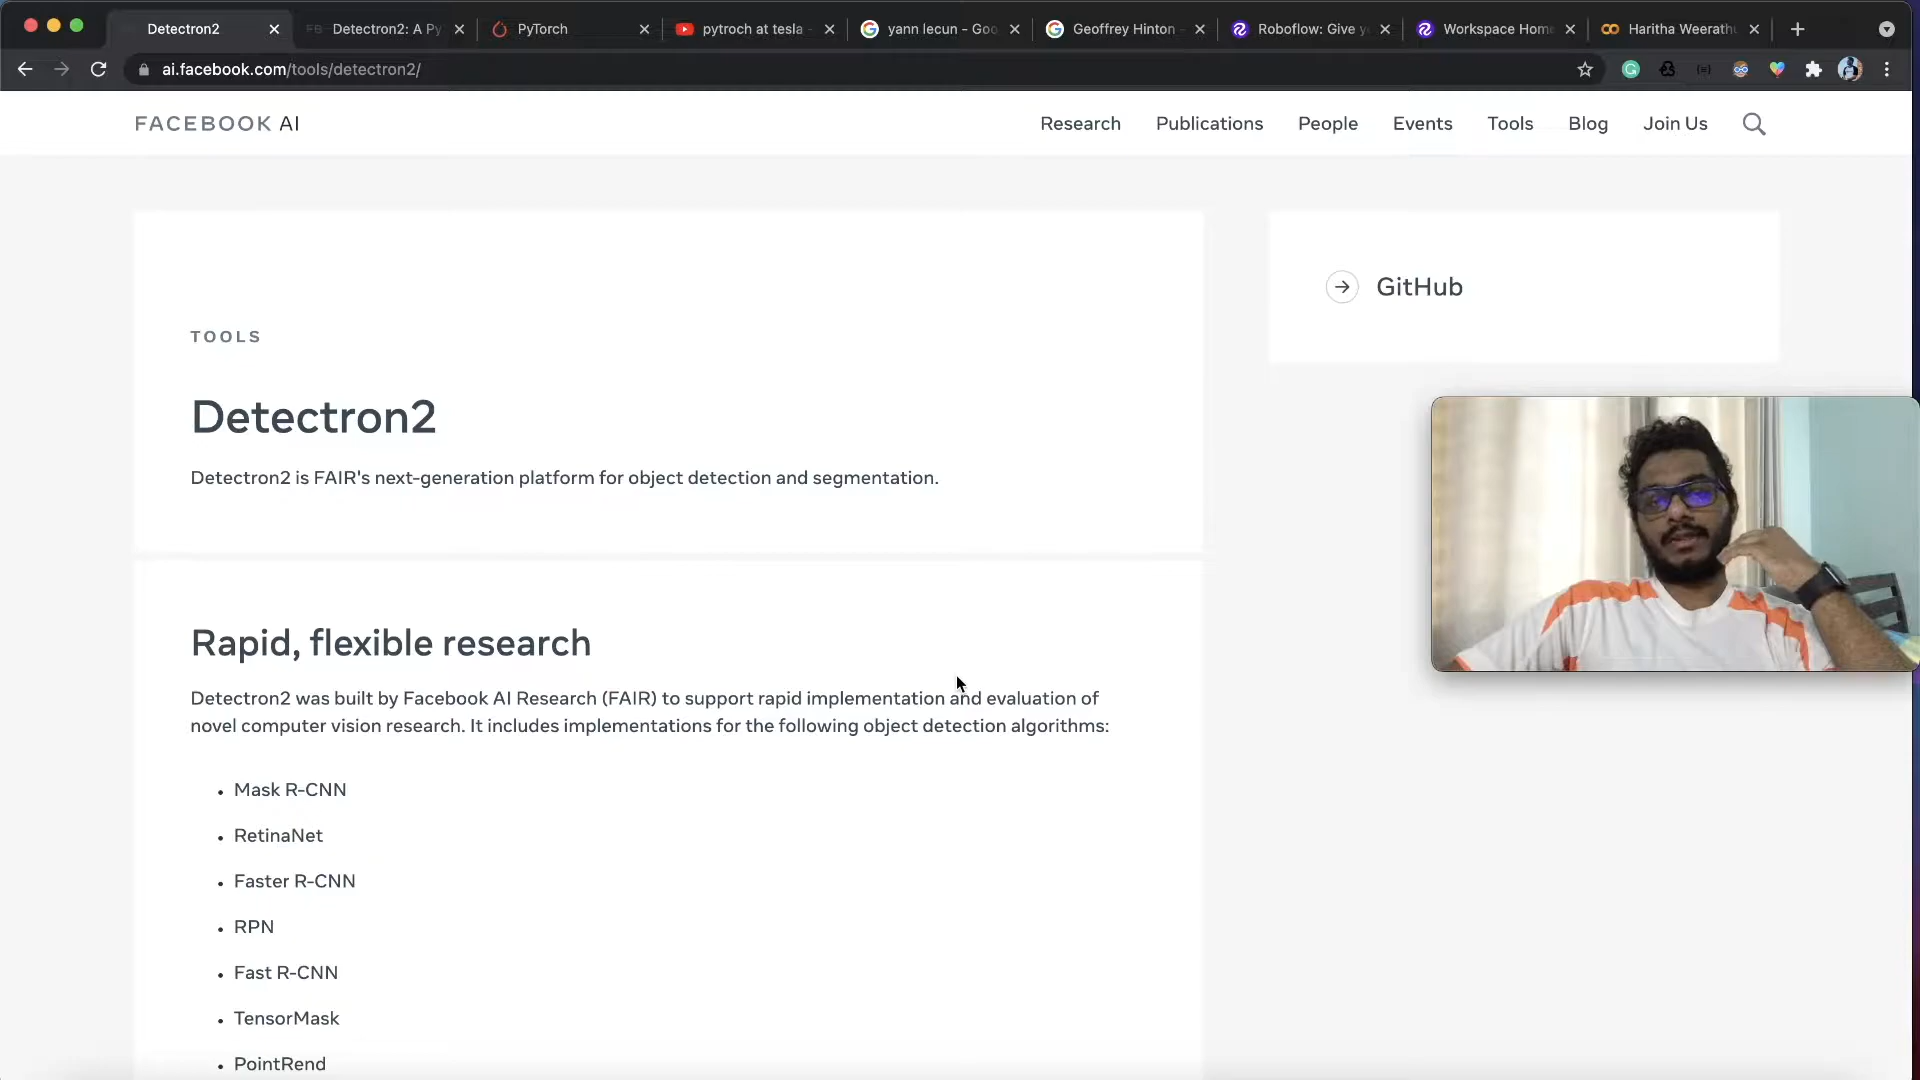 Detectron2
Detectron2: A Py
PyTorch
pytroch at tesla -
yann lecun - Goo
Geoffrey Hinton -
Roboflow: Give y
Workspace Home
Haritha Weerathu
ai.facebook.com/tools/detectron2/
FACEBOOK AI
Research
Publications
People
Events
Tools
Blog
Join Us
GitHub
TOOLS
Detectron2
Detectron2 is FAIR's next-generation platform for object detection and segmentation.
Rapid, flexible research
Detectron2 was built by Facebook AI Research (FAIR) to support rapid implementation and evaluation of
novel computer vision research. It includes implementations for the following object detection algorithms:
• Mask R-CNN
• RetinaNet
• Faster R-CNN
• RPN
• Fast R-CNN
• TensorMask
• PointRend